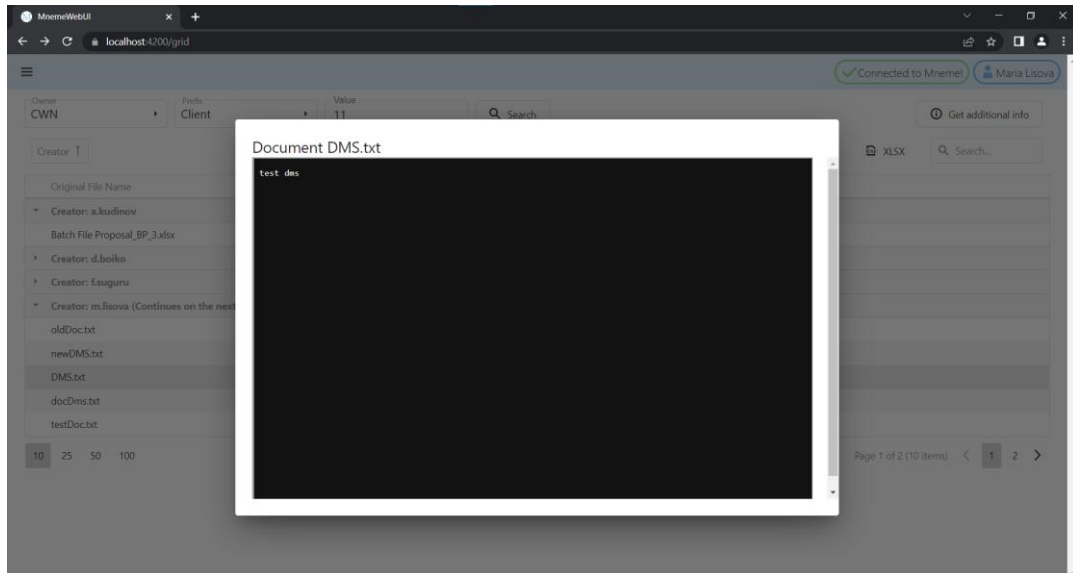 MnemeWebUI
localhost:4200/grid
Connected to Mneme!
Maria Lisova
Owner Prefix Value
CWN Client 11 Search Get additional info
Creator XLSX Search...
Document DMS.txt
test dms
Original File Name
Creator: a.kudinov
Batch File Proposal_BP_3.xlsx
Creator: d.boiko
Creator: f.suguru
Creator: m.lisova (Continues on the next
oldDoc.txt
newDMS.txt
DMS.txt
docDms.txt
testDoc.txt
10 25 50 100 Page 1 of 2 (10 items) 1 2